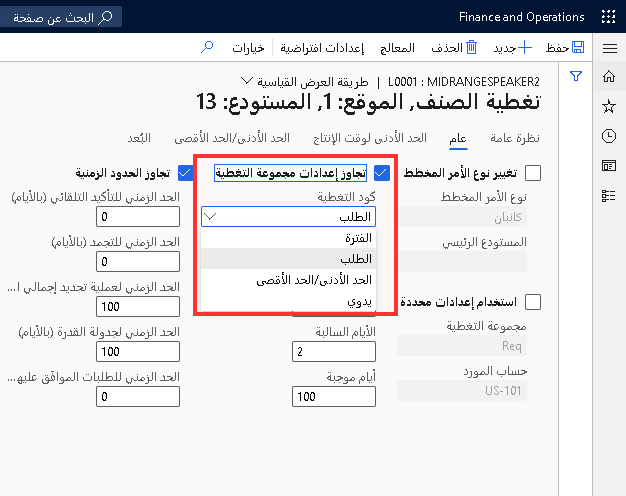 Finance and Operations
البحث عن صفحة
حفظ
جديد
الحذف
المعالج
إعدادات افتراضية
خيارات
L0001 : MIDRANGESPEAKER2 | طريقة العرض القياسية
تغطية الصنف, الموقع: 1, المستودع: 13
نظرة عامة
عام
الحد الأدنى لوقت الإنتاج
الحد الأدنى/الحد الأقصى
البُعد
تغيير نوع الأمر المخطط
نوع الأمر المخطط
كانبان
المستودع الرئيسي
استخدام إعدادات محددة
مجموعة التغطية
Req
حساب المورد
US-101
تجاوز إعدادات مجموعة التغطية
كود التغطية
الطلب
الفترة
الطلب
الحد الأدنى/الحد الأقصى
يدوي
الأيام السالبة
2
أيام موجبة
100
تجاوز الحدود الزمنية
الحد الزمني للتأكيد التلقائي (بالأيام)
0
الحد الزمني للتجمد (بالأيام)
0
الحد الزمني لعملية تحديد إجمالي ا...
100
الحد الزمني لجدولة القدرة (بالأيام)
100
الحد الزمني للطلبات الموافق عليه...
0